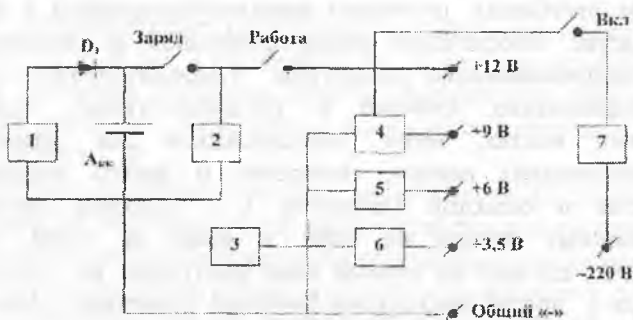 D₁
Заряд
Работа
Вкл
+12 В
1
2
4
+9 В
7
Aкк
5
+6 В
3
6
+3,5 В
~220 В
Общий «-»